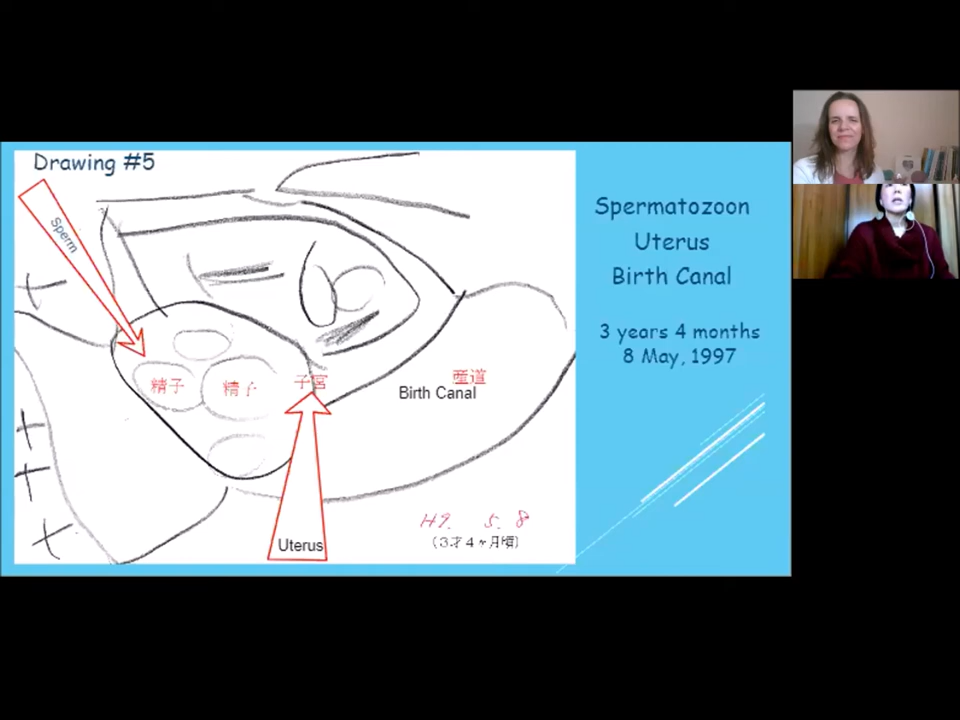 Drawing #5
Sperm
精子
精子
子宮
産道
Birth Canal
Uterus
H9. 5. 8
(3才4ヶ月頃)
Spermatozoon
Uterus
Birth Canal
3 years 4 months
8 May, 1997